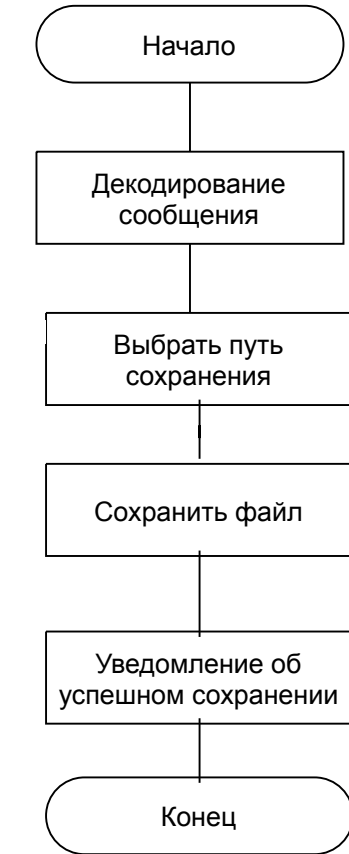 Начало
Декодирование
сообщения
Выбрать путь
сохранения
Сохранить файл
Уведомление об
успешном сохранении
Конец